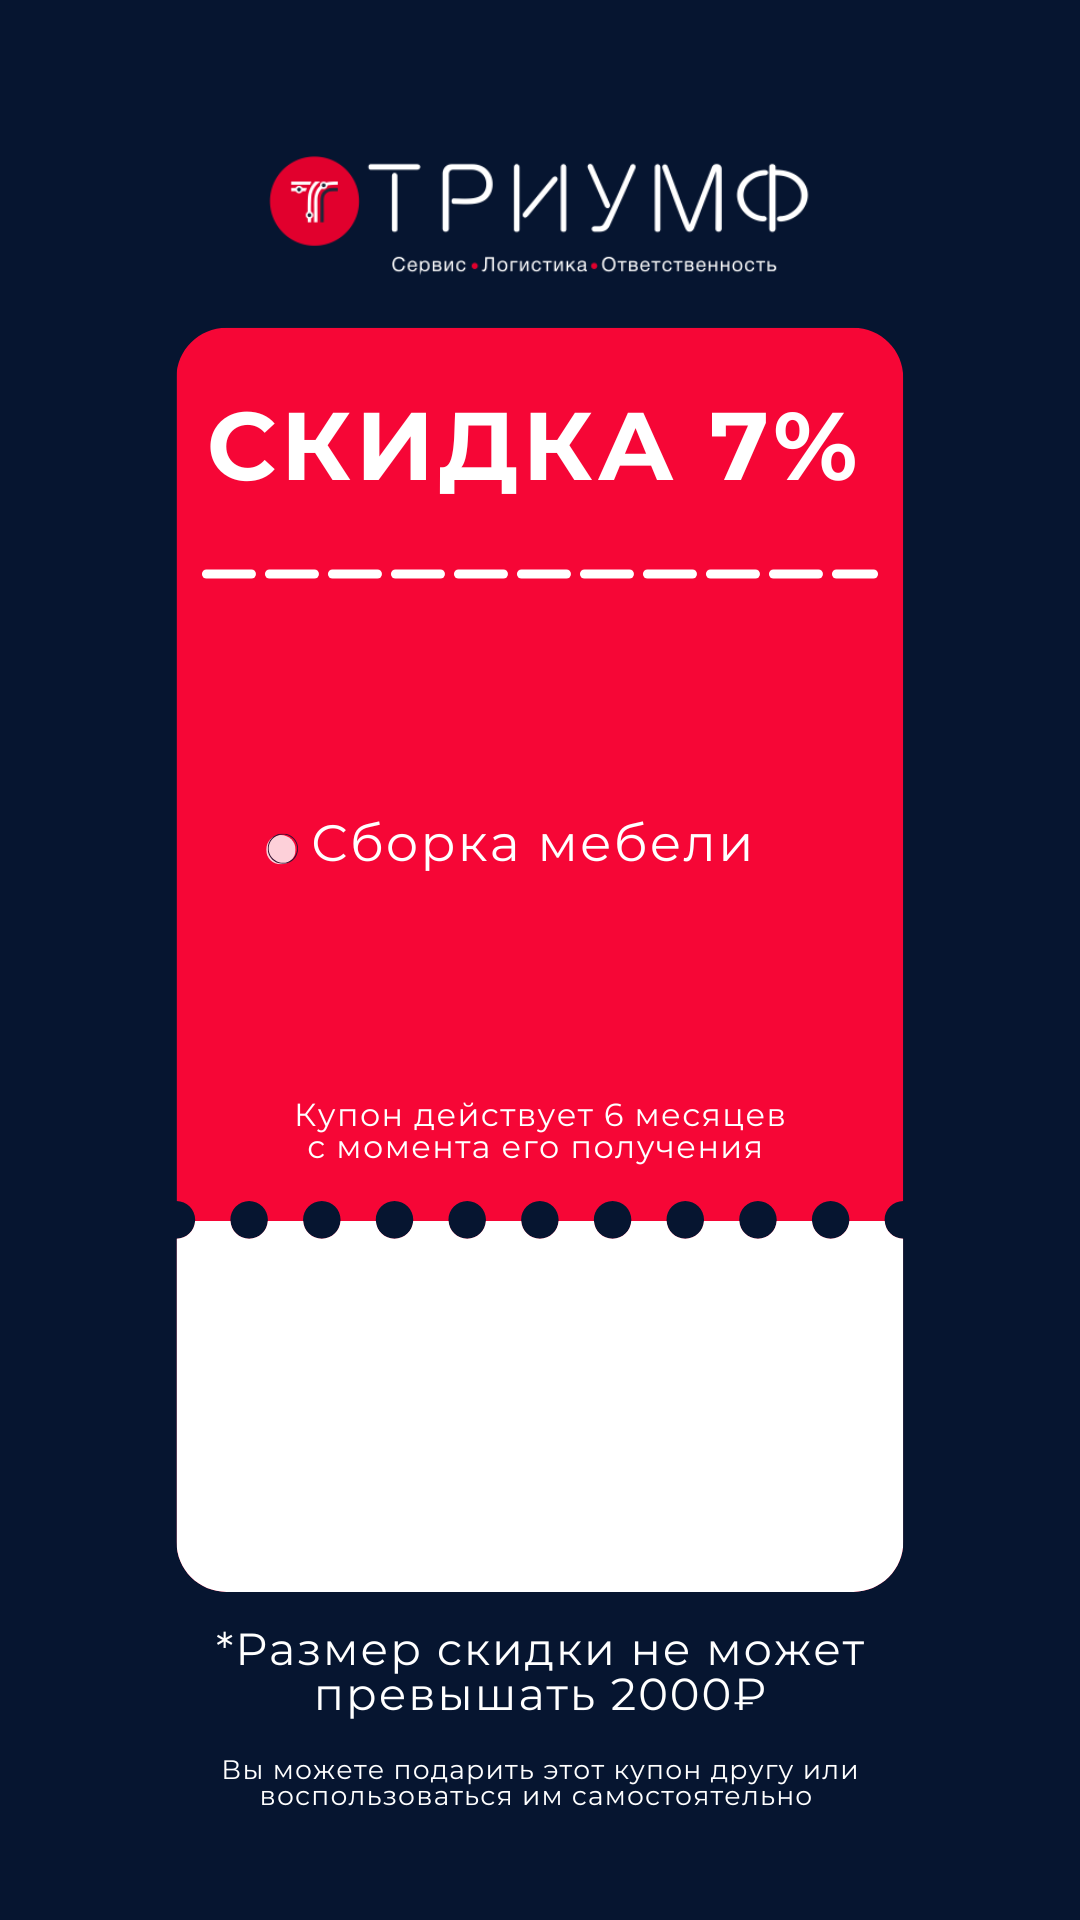 ТРИУМФ
Сервис•Логистика•Ответственность
СКИДКА 7%
Сборка мебели
Купон действует 6 месяцев
с момента его получения
*Размер скидки не может
превышать 2000₽
Вы можете подарить этот купон другу или
воспользоваться им самостоятельно